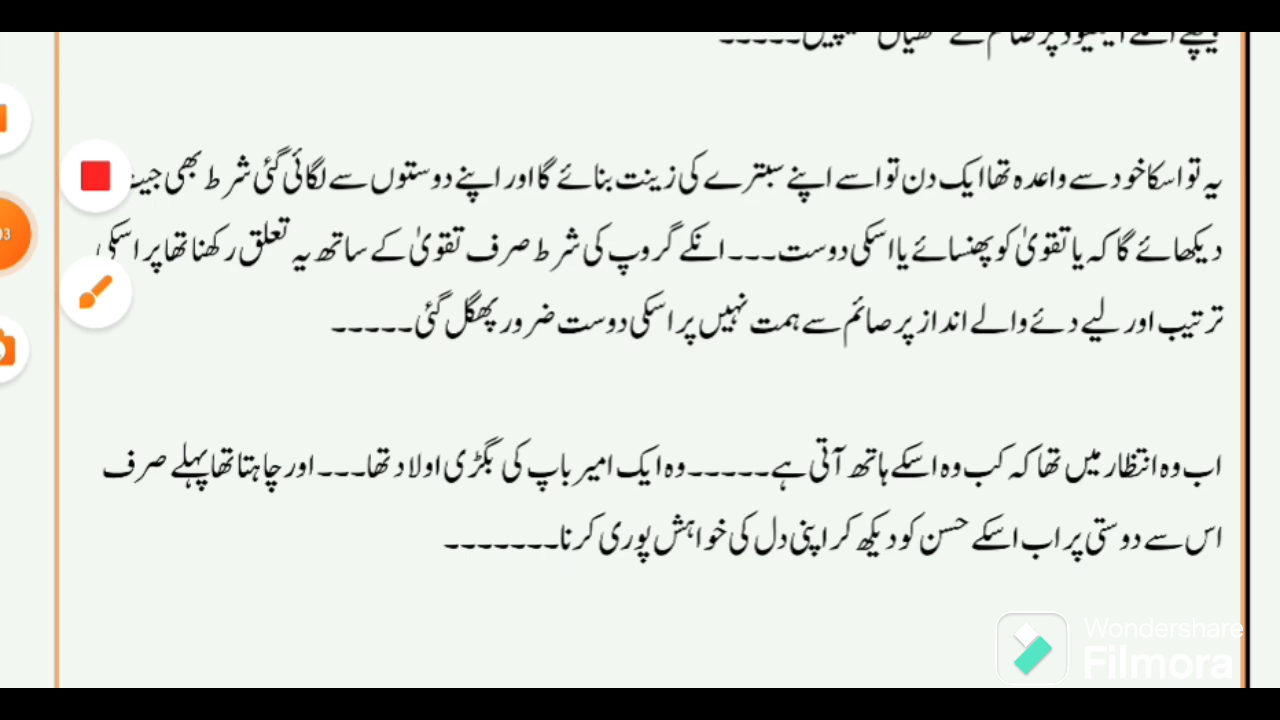 یہ تو اسکا خود سے واعدہ تھا ایک دن تو اسے اپنے سبترے کی زینت بنائے گا اور اپنے دوستوں سے لگائی گئی شرط بھی
دیکھائے گا کہ یا تقویٰ کو پھنسائے یا اسکی دوست۔۔۔ انکے گروپ کی شرط صرف تقویٰ کے ساتھ یہ تعلق رکھنا تھا پر اسکی
ترتیب اور لیے دئے والے انداز پر صائم سے ہمت نہیں پر اسکی دوست ضرور پھگل گئی۔۔۔۔۔
اب وہ انتظار میں تھا کہ کب وہ اسکے ہاتھ آتی ہے۔۔۔۔۔وہ ایک امیر باپ کی بگڑی اولاد تھا۔۔۔اور چاہتا تھا پہلے صرف
اس سے دوستی پر اب اسکے حسن کو دیکھ کر اپنی دل کی خواہش پوری کرنا۔۔۔۔۔۔۔
Wondershare
Filmora